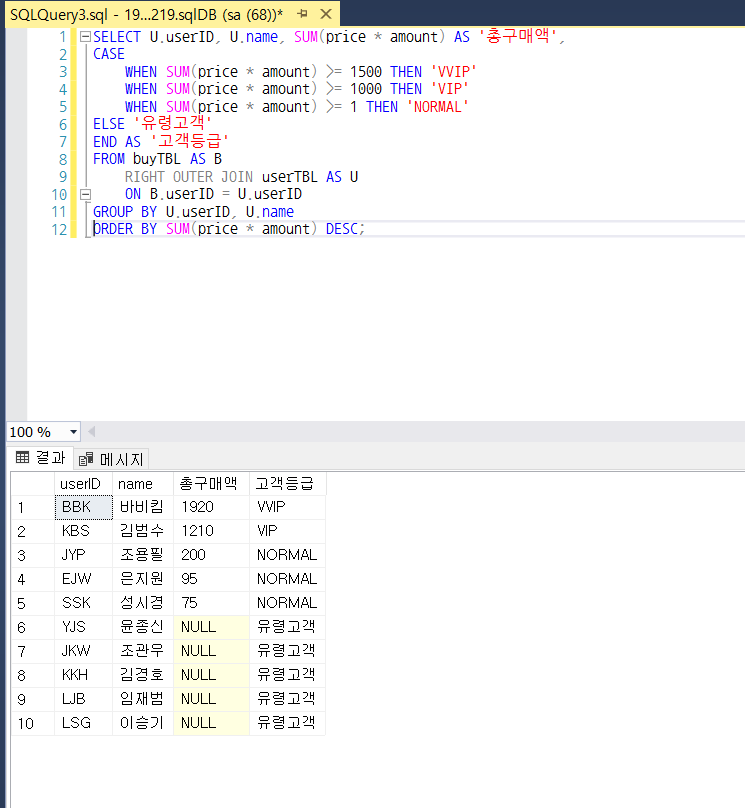 SQLQuery3.sql - 19...219.sqlDB (sa (68))*
1 SELECT U.userID, U.name, SUM(price * amount) AS '총구매액',
2 CASE
3 WHEN SUM(price * amount) >= 1500 THEN 'VVIP'
4 WHEN SUM(price * amount) >= 1000 THEN 'VIP'
5 WHEN SUM(price * amount) >= 1 THEN 'NORMAL'
6 ELSE '유령고객'
7 END AS '고객등급'
8 FROM buyTBL AS B
9 RIGHT OUTER JOIN userTBL AS U
10 ON B.userID = U.userID
11 GROUP BY U.userID, U.name
12 ORDER BY SUM(price * amount) DESC;
100 %
결과 메시지
userID name 총구매액 고객등급
1 BBK 바비킴 1920 VVIP
2 KBS 김범수 1210 VIP
3 JYP 조용필 200 NORMAL
4 EJW 은지원 95 NORMAL
5 SSK 성시경 75 NORMAL
6 YJS 윤종신 NULL 유령고객
7 JKW 조관우 NULL 유령고객
8 KKH 김경호 NULL 유령고객
9 LJB 임재범 NULL 유령고객
10 LSG 이승기 NULL 유령고객